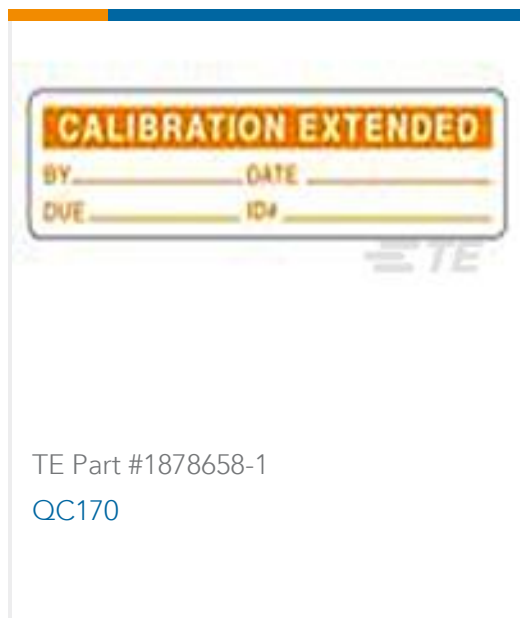 CALIBRATION EXTENDED
BY DATE
DUE ID#
TE
TE Part #1878658-1
QC170